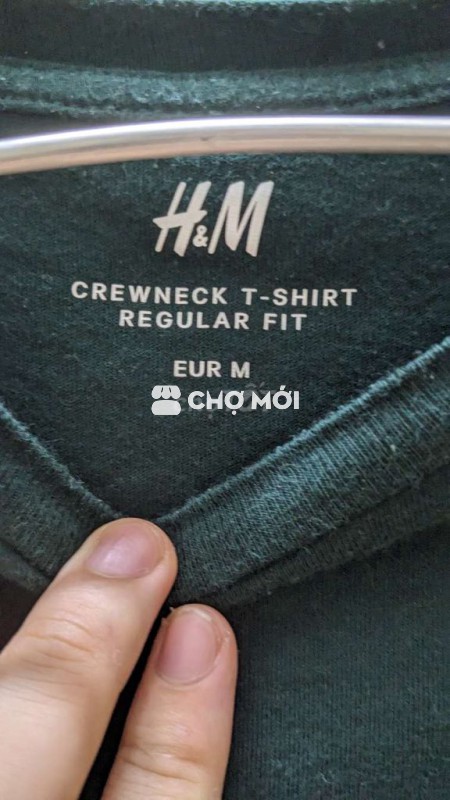 H&M
CREWNECK T-SHIRT
REGULAR FIT
EUR M
CHỢ MỚI